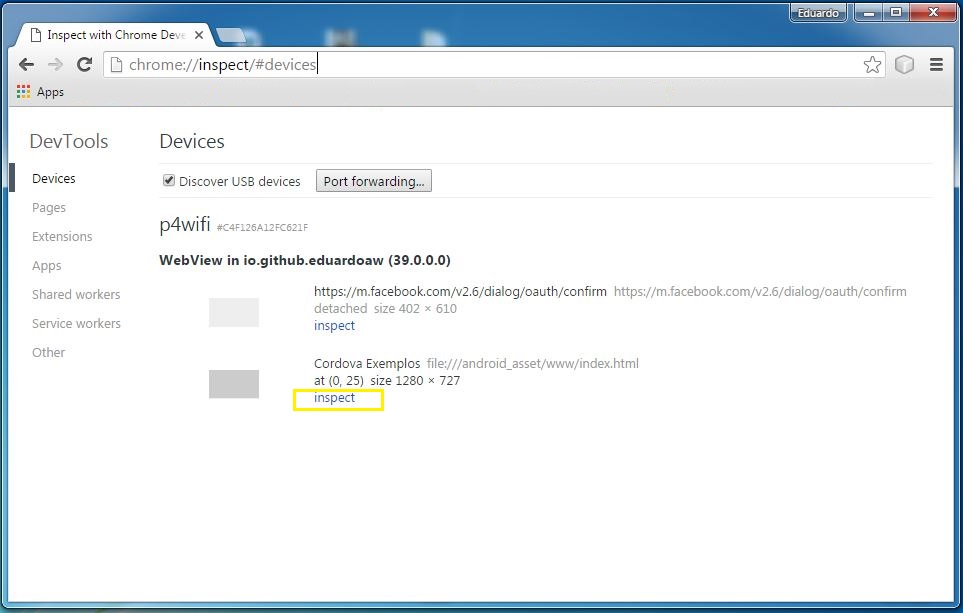 Eduardo
Inspect with Chrome Deve
chrome://inspect/#devices
Apps
DevTools
Devices
Pages
Extensions
Apps
Shared workers
Service workers
Other
Devices
Discover USB devices Port forwarding...
p4wifi #C4F126A12FC621F
WebView in io.github.eduardoaw (39.0.0.0)
https://m.facebook.com/v2.6/dialog/oauth/confirm https://m.facebook.com/v2.6/dialog/oauth/confirm
detached size 402 × 610
inspect
Cordova Exemplos file:///android_asset/www/index.html
at (0, 25) size 1280 × 727
inspect